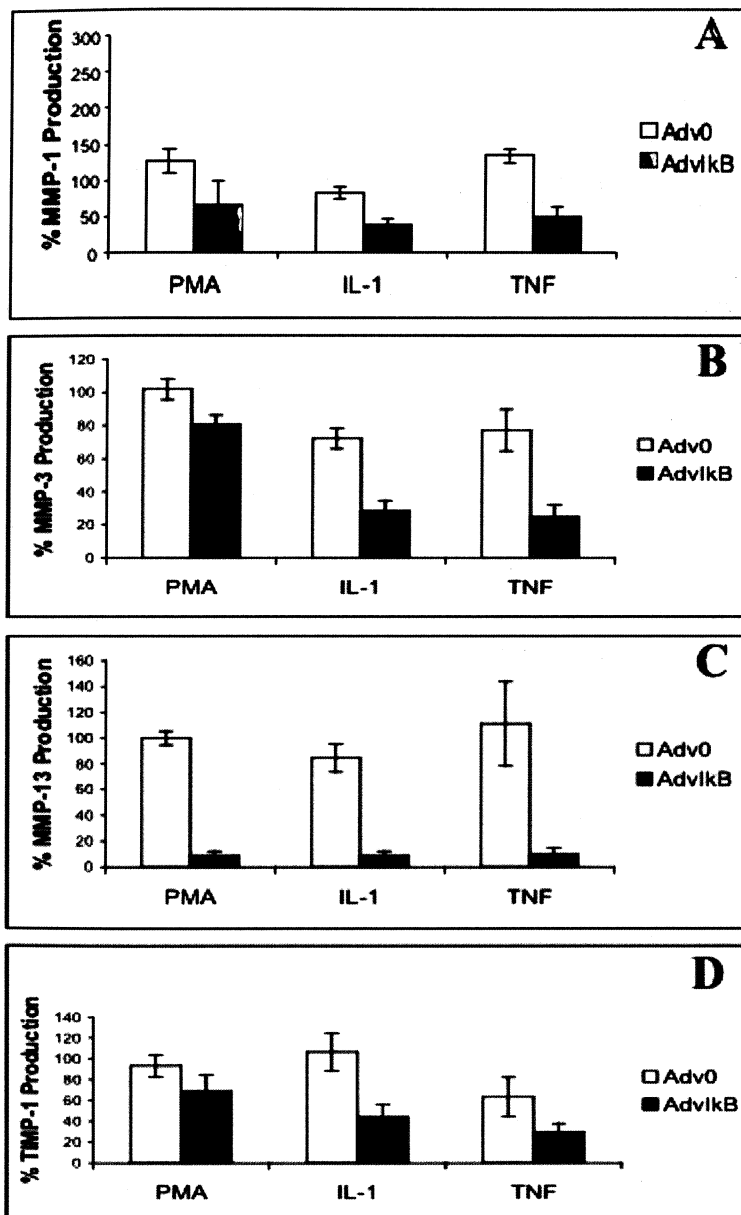 A
% MMP-1 Production
300
250
200
150
100
50
0
PMA IL-1 TNF
Adv0
AdvIkB
B
% MMP-3 Production
120
100
80
60
40
20
0
PMA IL-1 TNF
Adv0
AdvIkB
C
% MMP-13 Production
160
140
120
100
80
60
40
20
0
PMA IL-1 TNF
Adv0
AdvIkB
D
% TIMP-1 Production
140
120
100
80
60
40
20
0
PMA IL-1 TNF
Adv0
AdvIkB